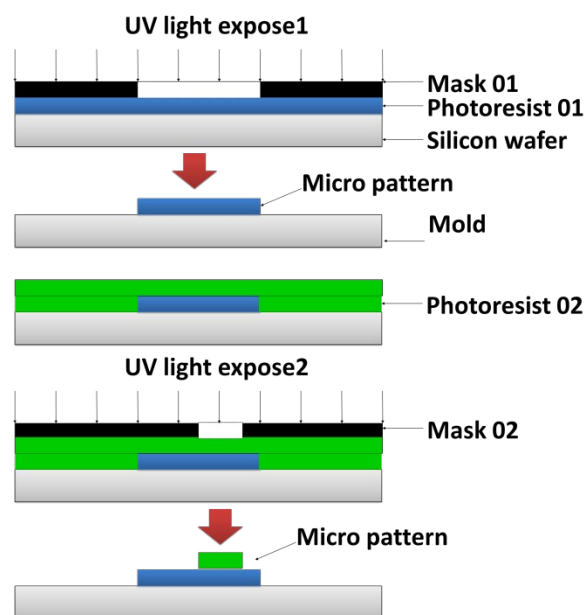 UV light expose1
Mask 01
Photoresist 01
Silicon wafer
Micro pattern
Mold
Photoresist 02
UV light expose2
Mask 02
Micro pattern